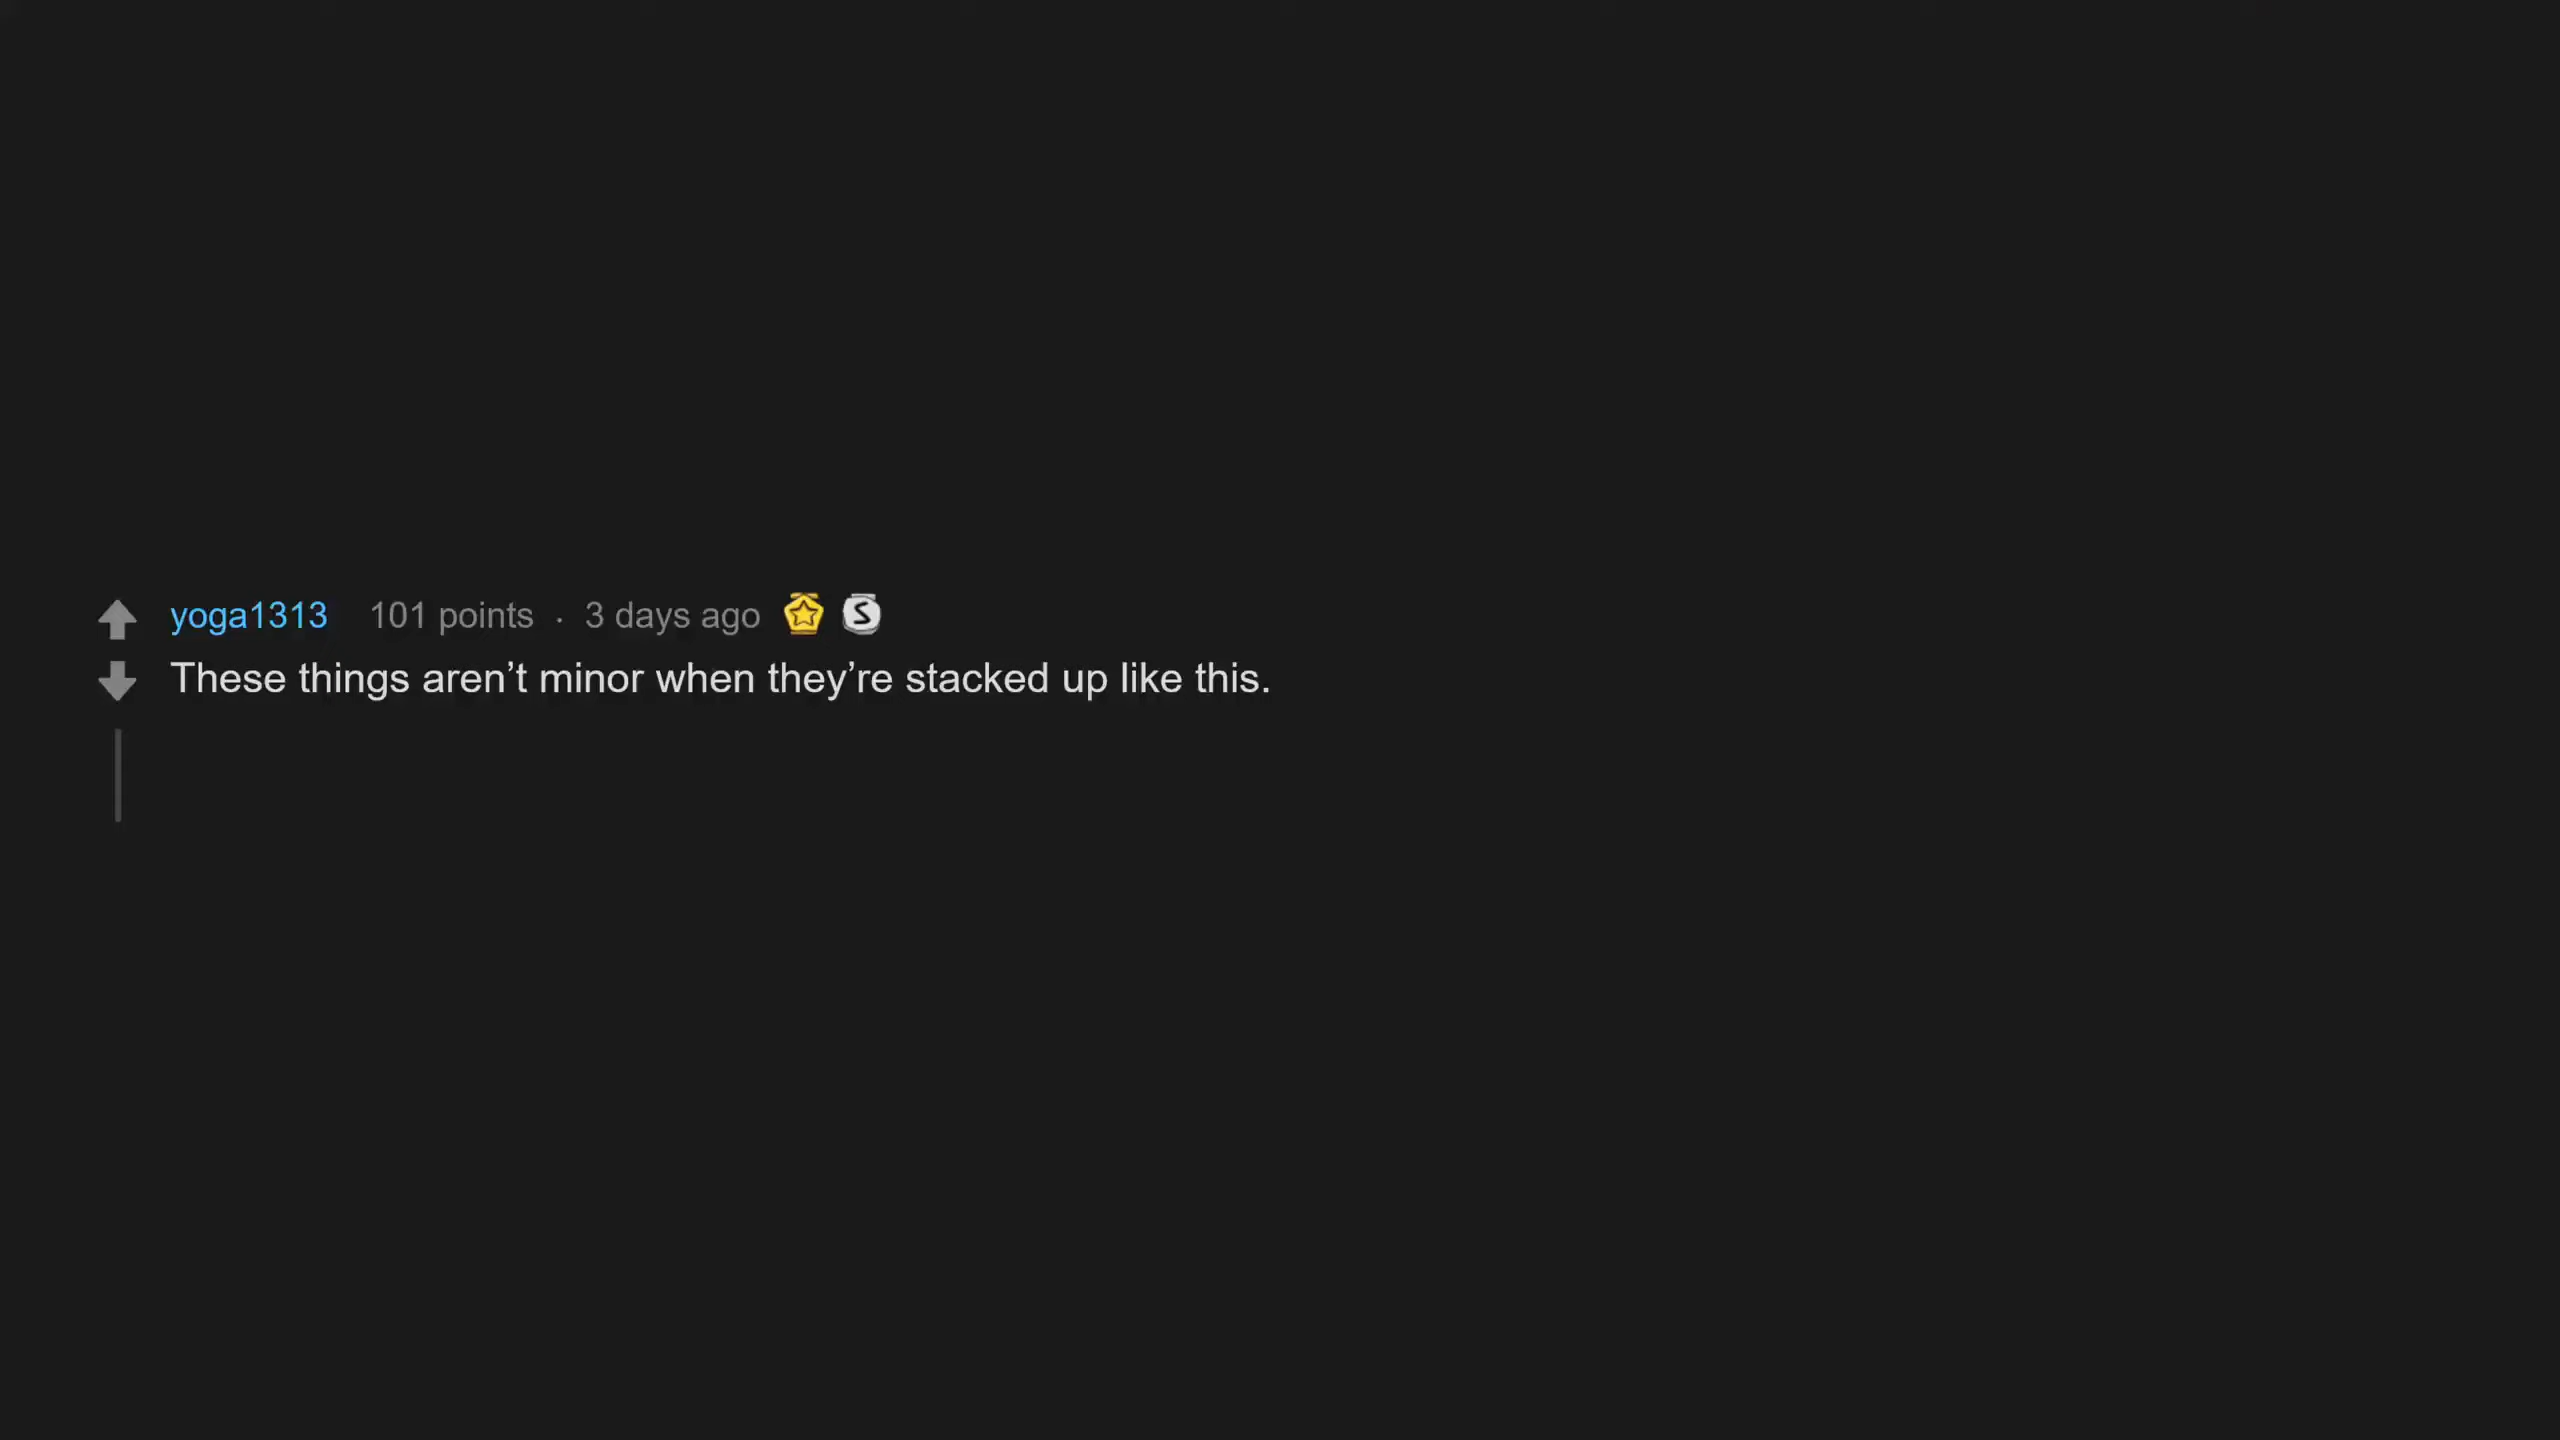 yoga1313 101 points · 3 days ago S
These things aren’t minor when they’re stacked up like this.